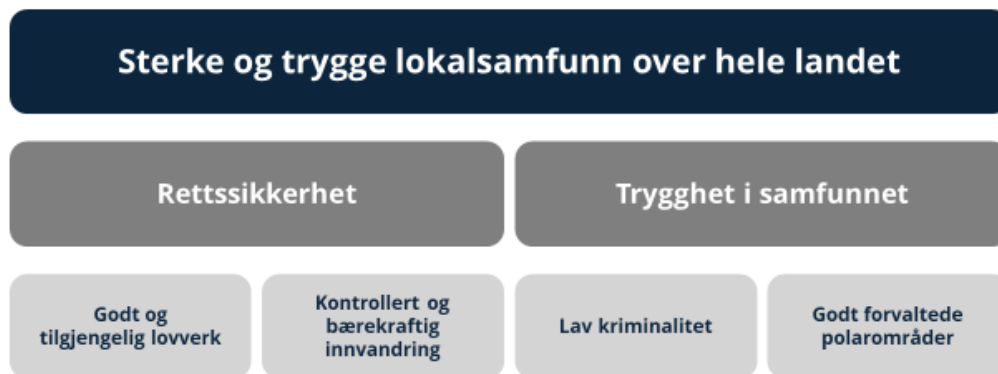 Sterke og trygge lokalsamfunn over hele landet
Rettssikkerhet
Trygghet i samfunnet
Godt og
tilgjengelig lovverk
Kontrollert og
bærekraftig
innvandring
Lav kriminalitet
Godt forvaltede
polarområder